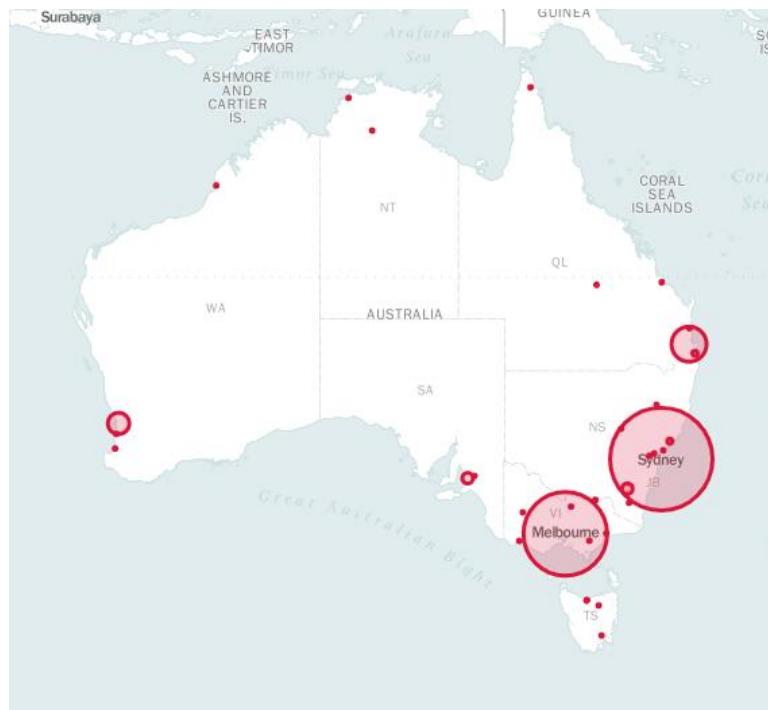 Surabaya
GUINEA
EAST
TIMOR
Arafura
Sea
Timor Sea
ASHMORE
AND
CARTIER
IS.
CORAL
SEA
ISLANDS
NT
QL
WA
AUSTRALIA
SA
NS
Sydney
JB
VI
Melbourne
Great Australian Bight
TS